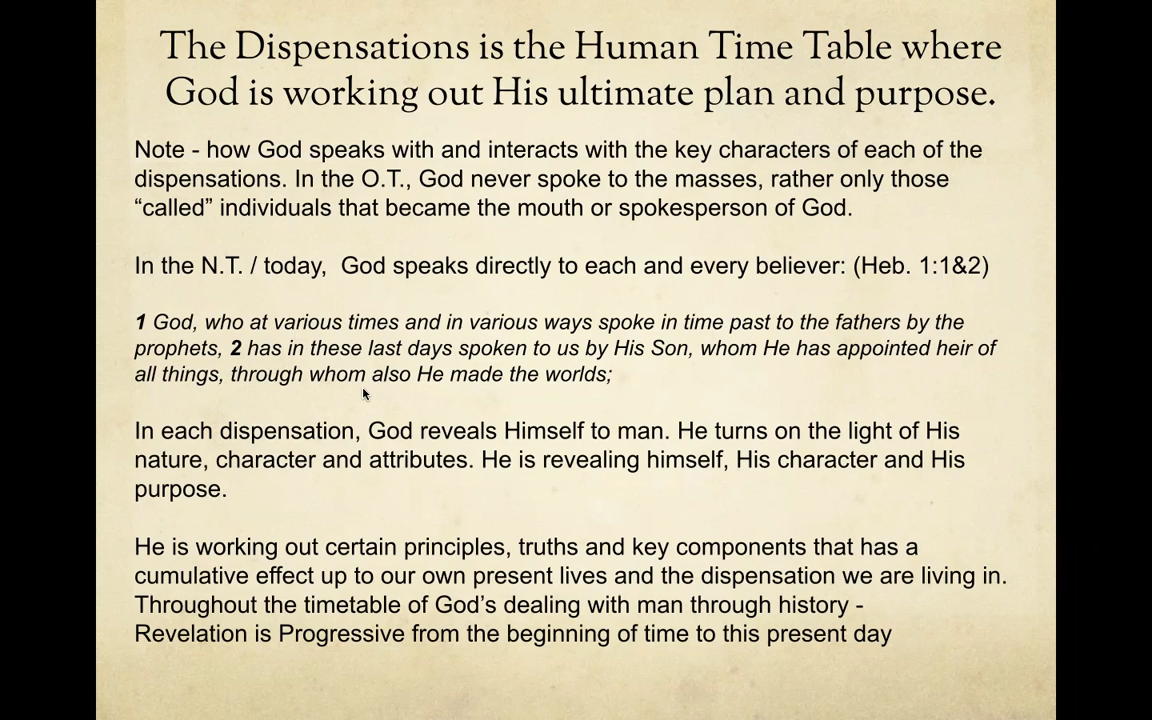 The Dispensations is the Human Time Table where
God is working out His ultimate plan and purpose.
Note - how God speaks with and interacts with the key characters of each of the
dispensations. In the O.T., God never spoke to the masses, rather only those
“called” individuals that became the mouth or spokesperson of God.
In the N.T. / today,  God speaks directly to each and every believer: (Heb. 1:1&2)
1 God, who at various times and in various ways spoke in time past to the fathers by the
prophets, 2 has in these last days spoken to us by His Son, whom He has appointed heir of
all things, through whom also He made the worlds;
In each dispensation, God reveals Himself to man. He turns on the light of His
nature, character and attributes. He is revealing himself, His character and His
purpose.
He is working out certain principles, truths and key components that has a
cumulative effect up to our own present lives and the dispensation we are living in.
Throughout the timetable of God’s dealing with man through history -
Revelation is Progressive from the beginning of time to this present day